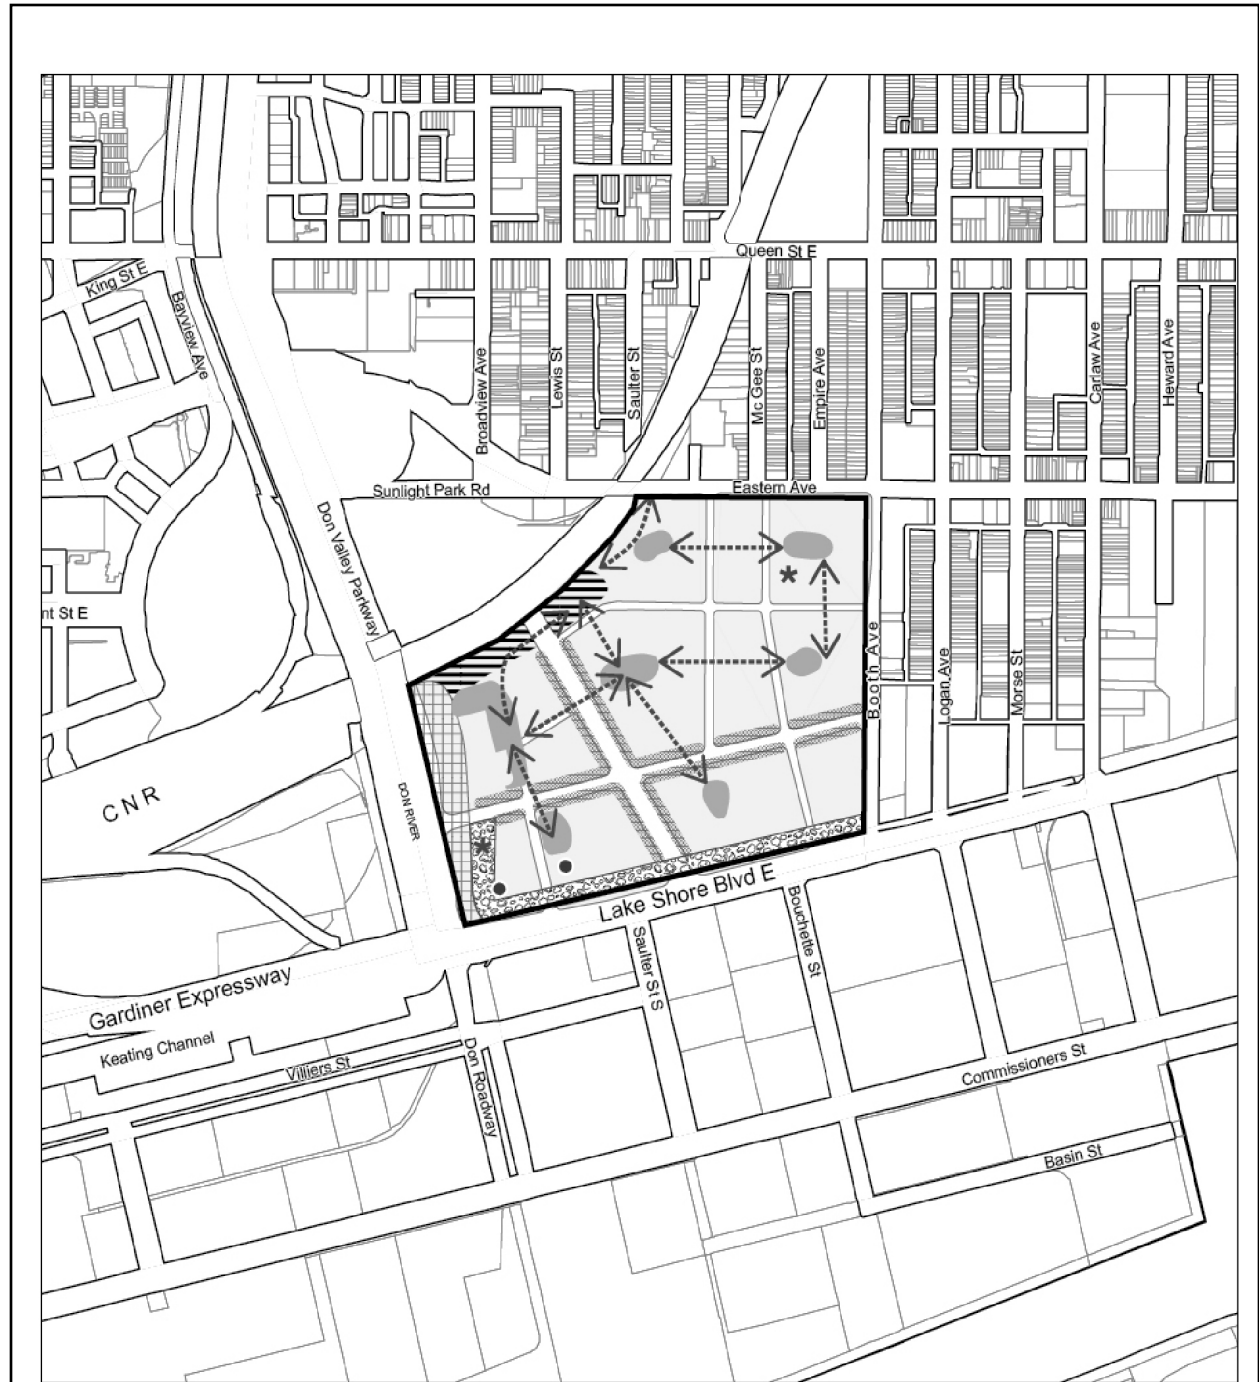 Queen St E
King St E
Bayview Ave
Broadview Ave
Lewis St
Saulter St
Mc Gee St
Empire Ave
Carlaw Ave
Heward Ave
Sunlight Park Rd
Eastern Ave
Don Valley Parkway
nt St E
Booth Ave
Logan Ave
Morse St
CNR
DON RIVER
*
*
Lake Shore Blvd E
Bouchette St
Saulter St S
Gardiner Expressway
Keating Channel
Villiers St
Don Roadway
Commissioners St
Basin St